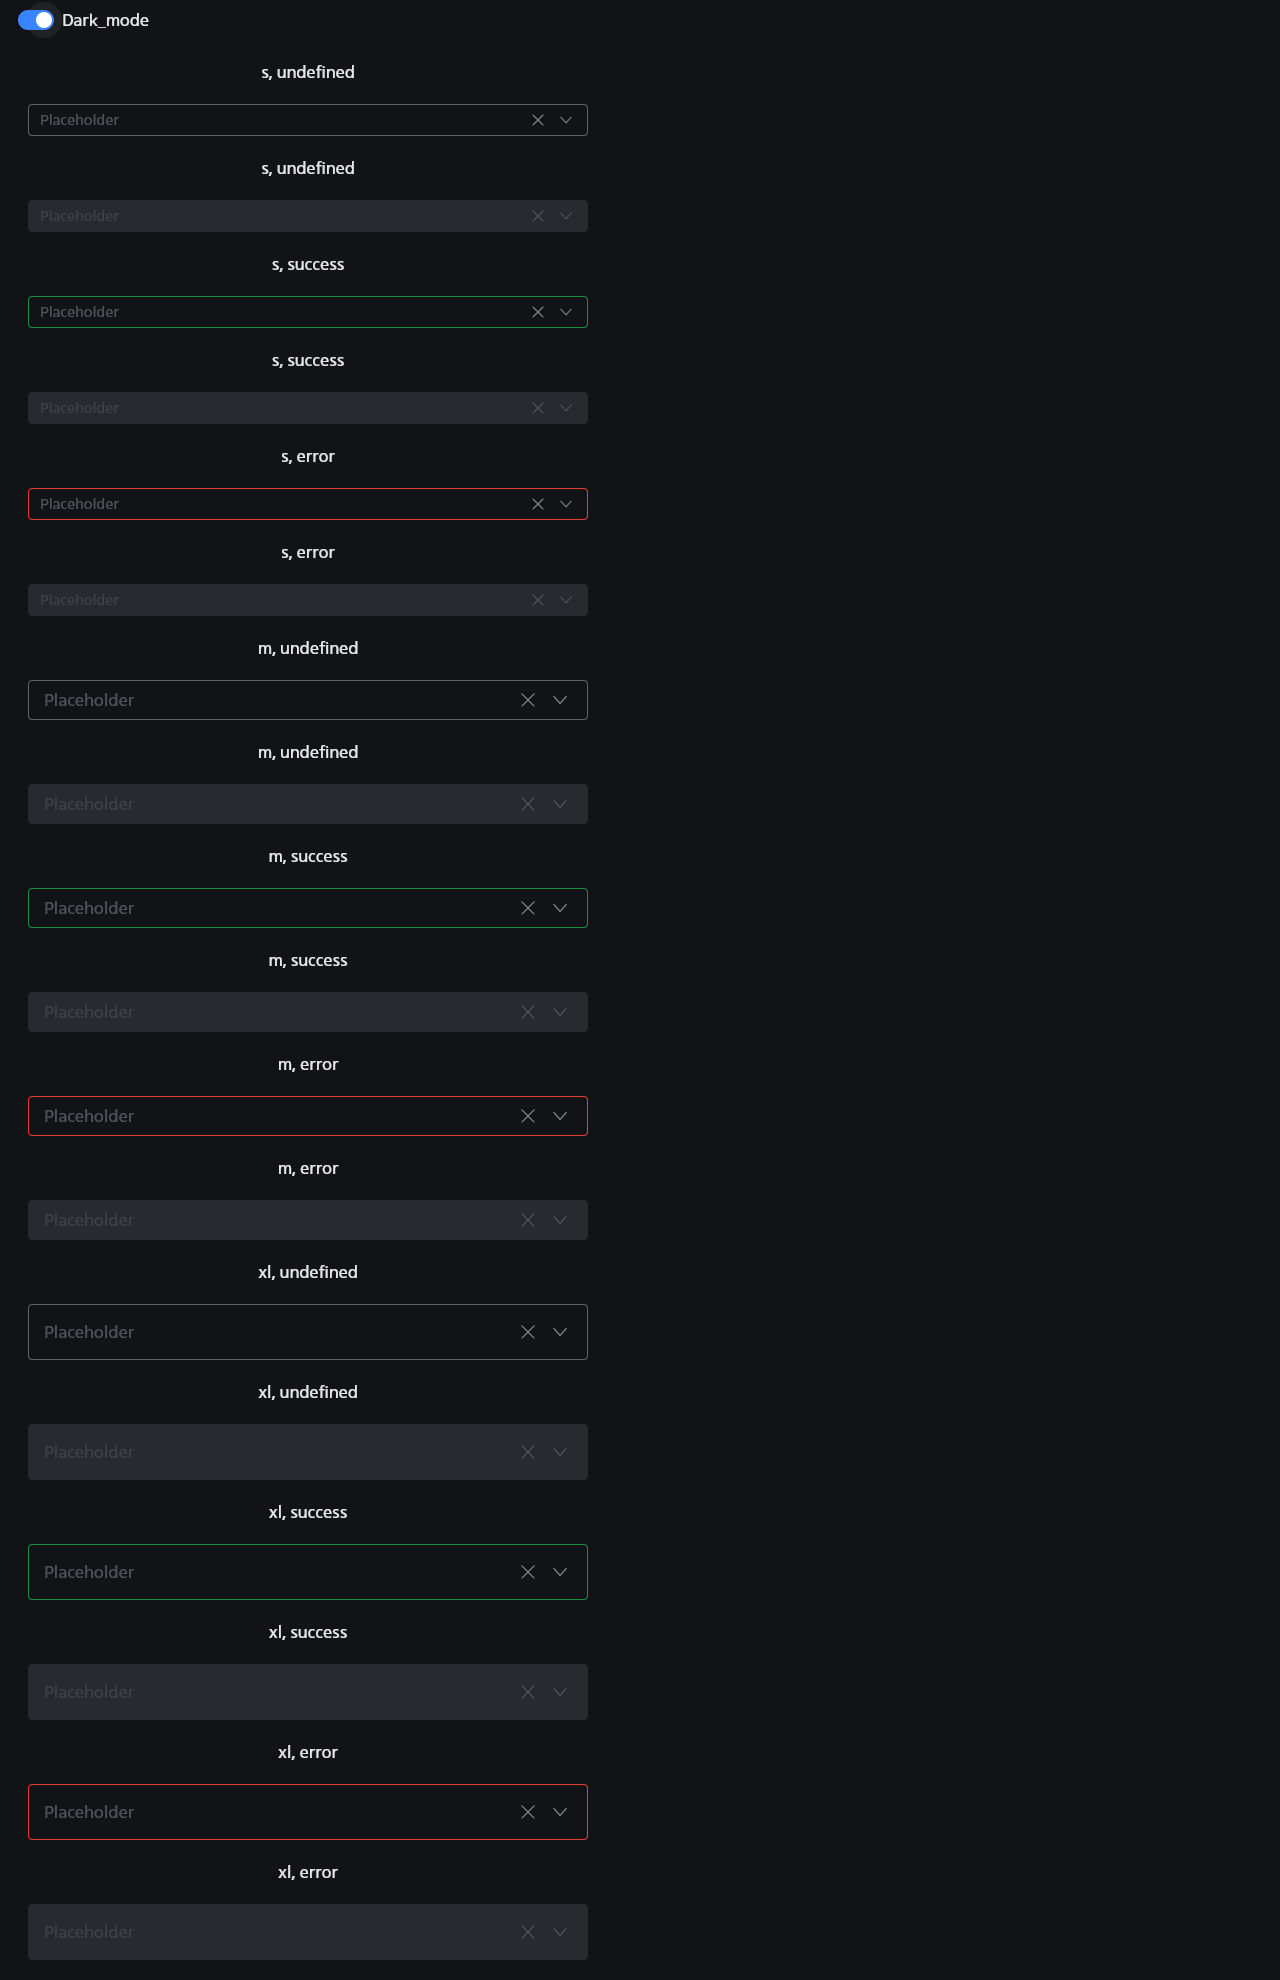 Dark_mode
s, undefined
Placeholder
s, undefined
Placeholder
s, success
Placeholder
s, success
Placeholder
s, error
Placeholder
s, error
Placeholder
m, undefined
Placeholder
m, undefined
Placeholder
m, success
Placeholder
m, success
Placeholder
m, error
Placeholder
m, error
Placeholder
xl, undefined
Placeholder
xl, undefined
Placeholder
xl, success
Placeholder
xl, success
Placeholder
xl, error
Placeholder
xl, error
Placeholder